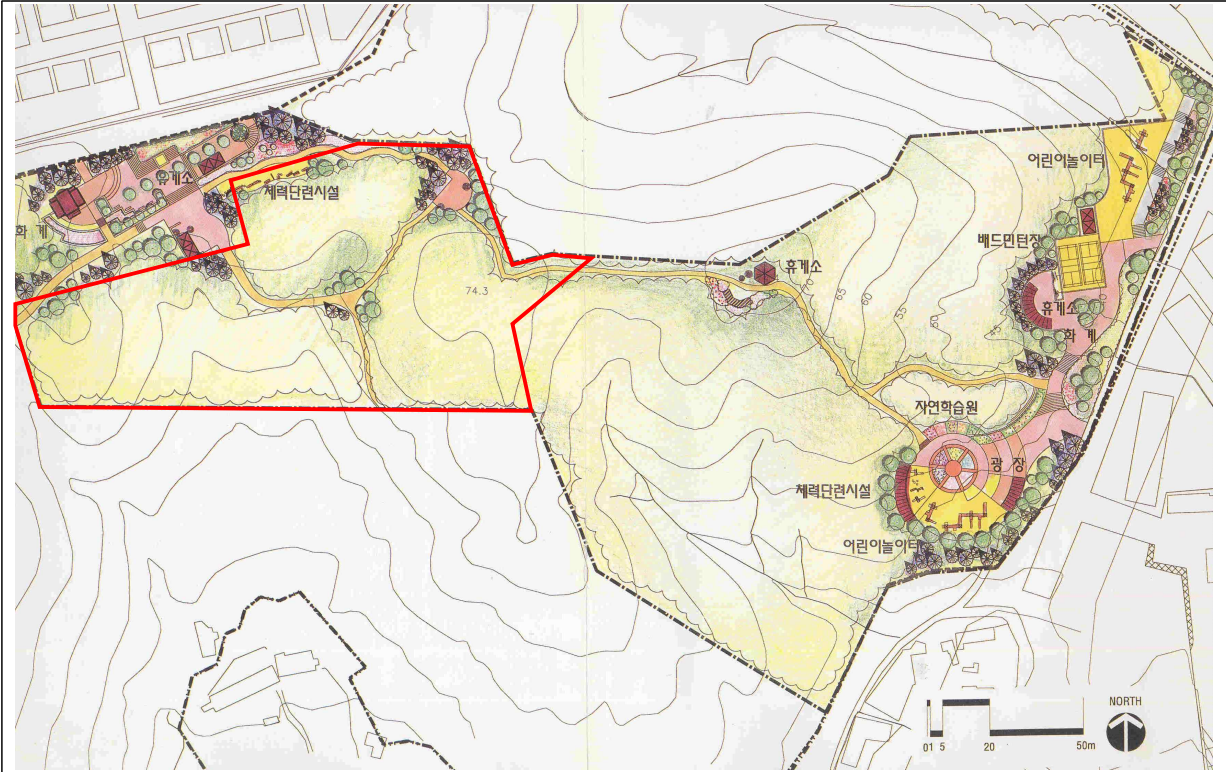 어린이놀이터
휴게소
체력단련시설
화 계
배드민턴장
휴게소
74.3
70
65
60
55
50
45
휴게소
화 계
자연학습원
광 장
체력단련시설
어린이놀이터
NORTH
01 5 20 50m